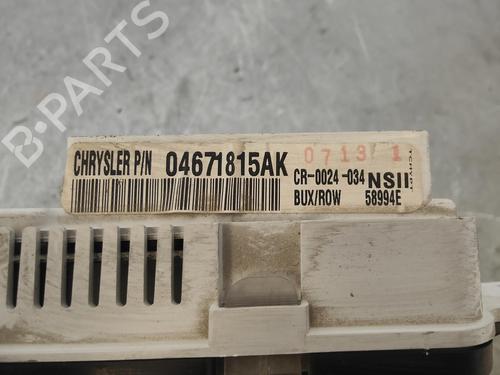 CHRYSLER P/N 04671815AK
0713 1
CR-0024-034 NSII
BUX/ROW 58994E
B-Parts